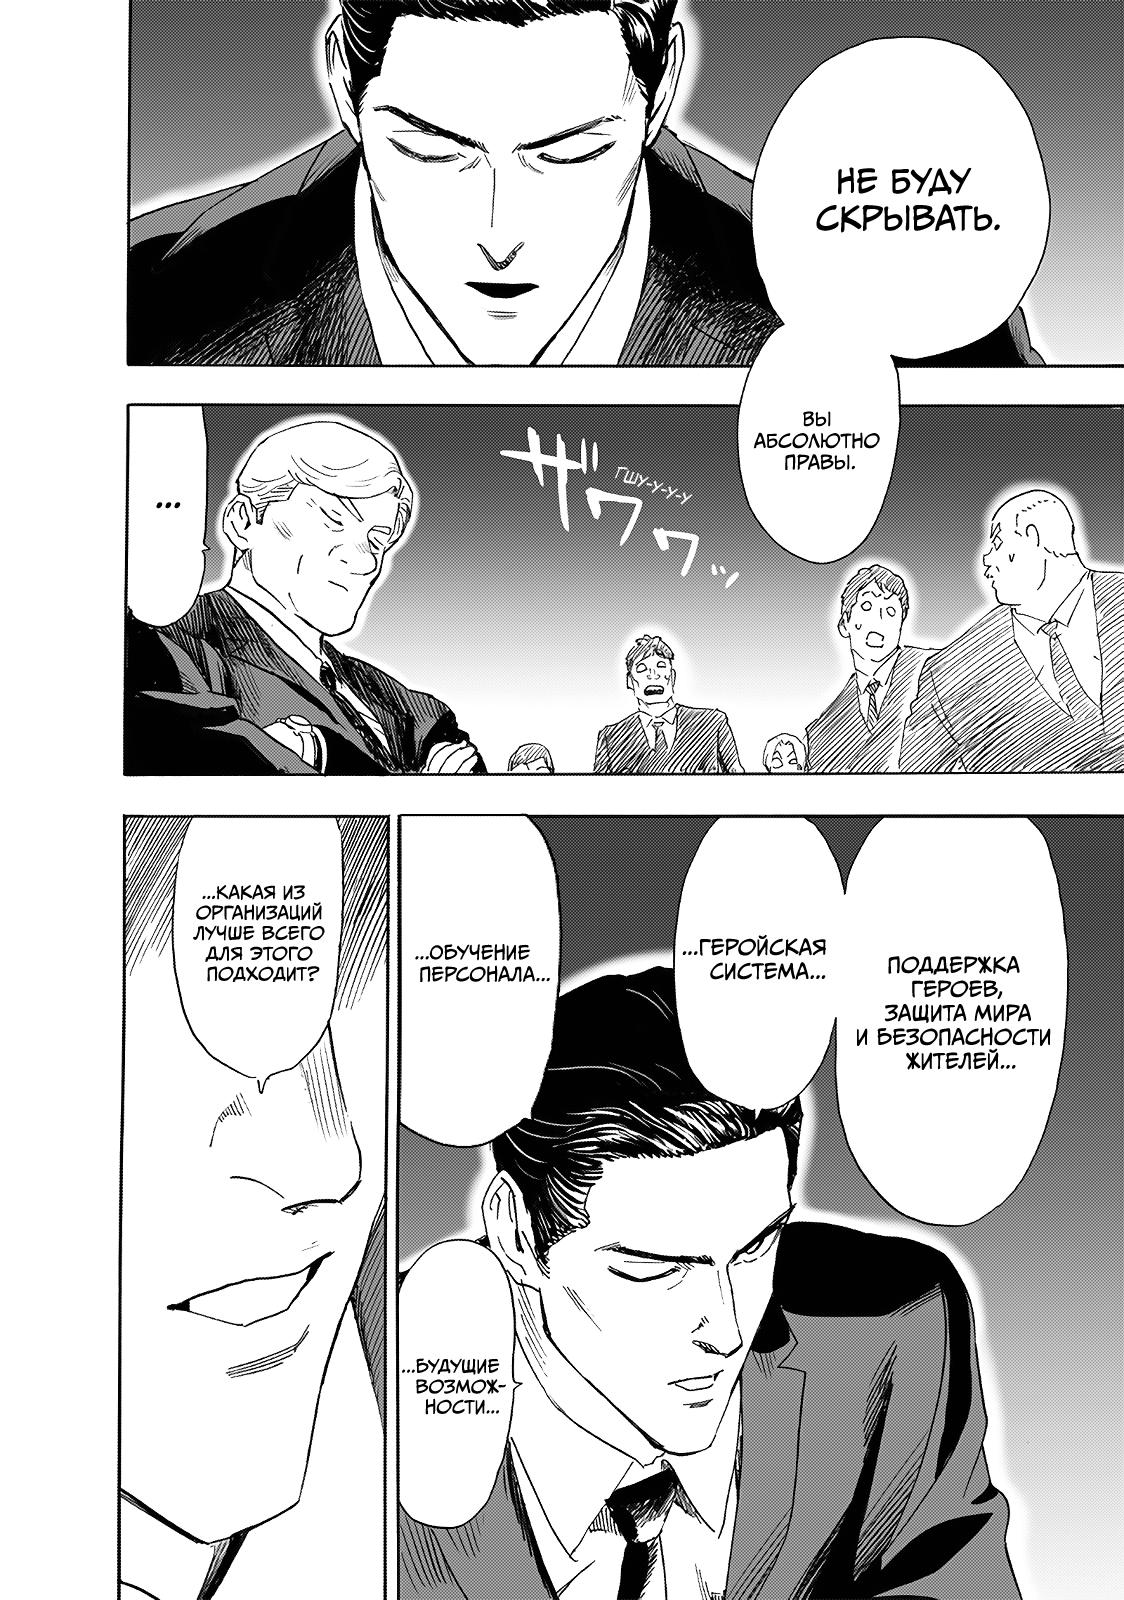 НЕ БУДУ
СКРЫВАТЬ.
ВЫ
АБСОЛЮТНО
ПРАВЫ.
ザワワッ
ГШУ-У-У-У
...
ПОДДЕРЖКА
ГЕРОЕВ,
ЗАЩИТА МИРА
И БЕЗОПАСНОСТИ
ЖИТЕЛЕЙ...
...ГЕРОЙСКАЯ
СИСТЕМА...
...ОБУЧЕНИЕ
ПЕРСОНАЛА...
...БУДУЩИЕ
ВОЗМОЖ-
НОСТИ...
...КАКАЯ ИЗ
ОРГАНИЗАЦИЙ
ЛУЧШЕ ВСЕГО
ДЛЯ ЭТОГО
ПОДХОДИТ?